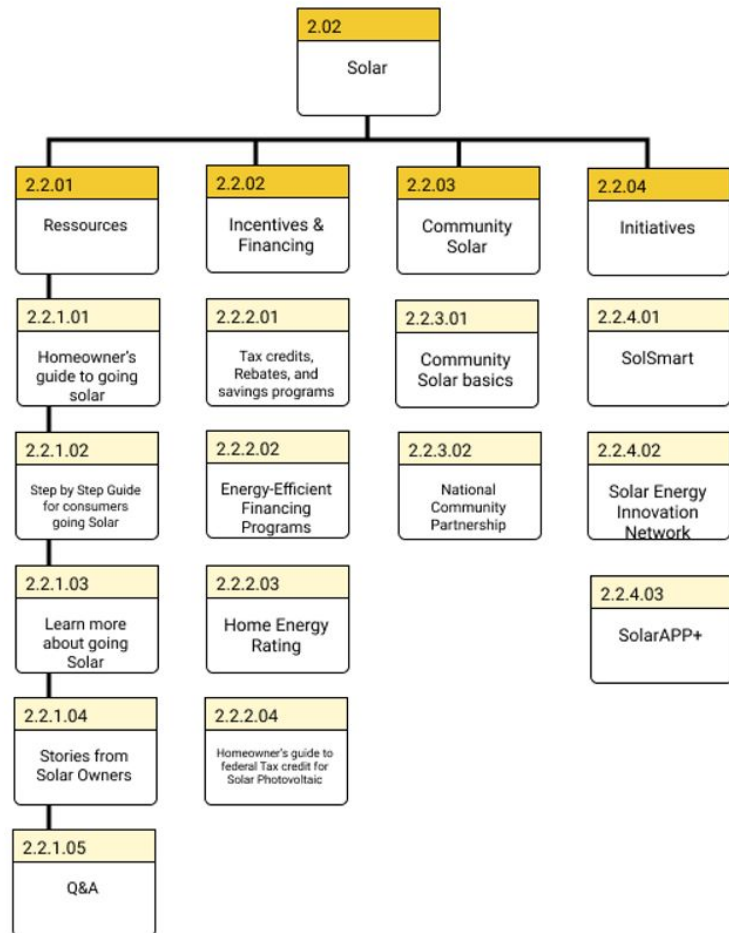 2.02
Solar
2.2.01
Ressources
2.2.02
Incentives &
Financing
2.2.03
Community
Solar
2.2.04
Initiatives
2.2.1.01
Homeowner's
guide to going
solar
2.2.2.01
Tax credits,
Rebates, and
savings programs
2.2.3.01
Community
Solar basics
2.2.4.01
SolSmart
2.2.1.02
Step by Step Guide
for consumers
going Solar
2.2.2.02
Energy-Efficient
Financing
Programs
2.2.3.02
National
Community
Partnership
2.2.4.02
Solar Energy
Innovation
Network
2.2.1.03
Learn more
about going
Solar
2.2.2.03
Home Energy
Rating
2.2.4.03
SolarAPP+
2.2.1.04
Stories from
Solar Owners
2.2.2.04
Homeowner's guide to
federal Tax credit for
Solar Photovoltaic
2.2.1.05
Q&A